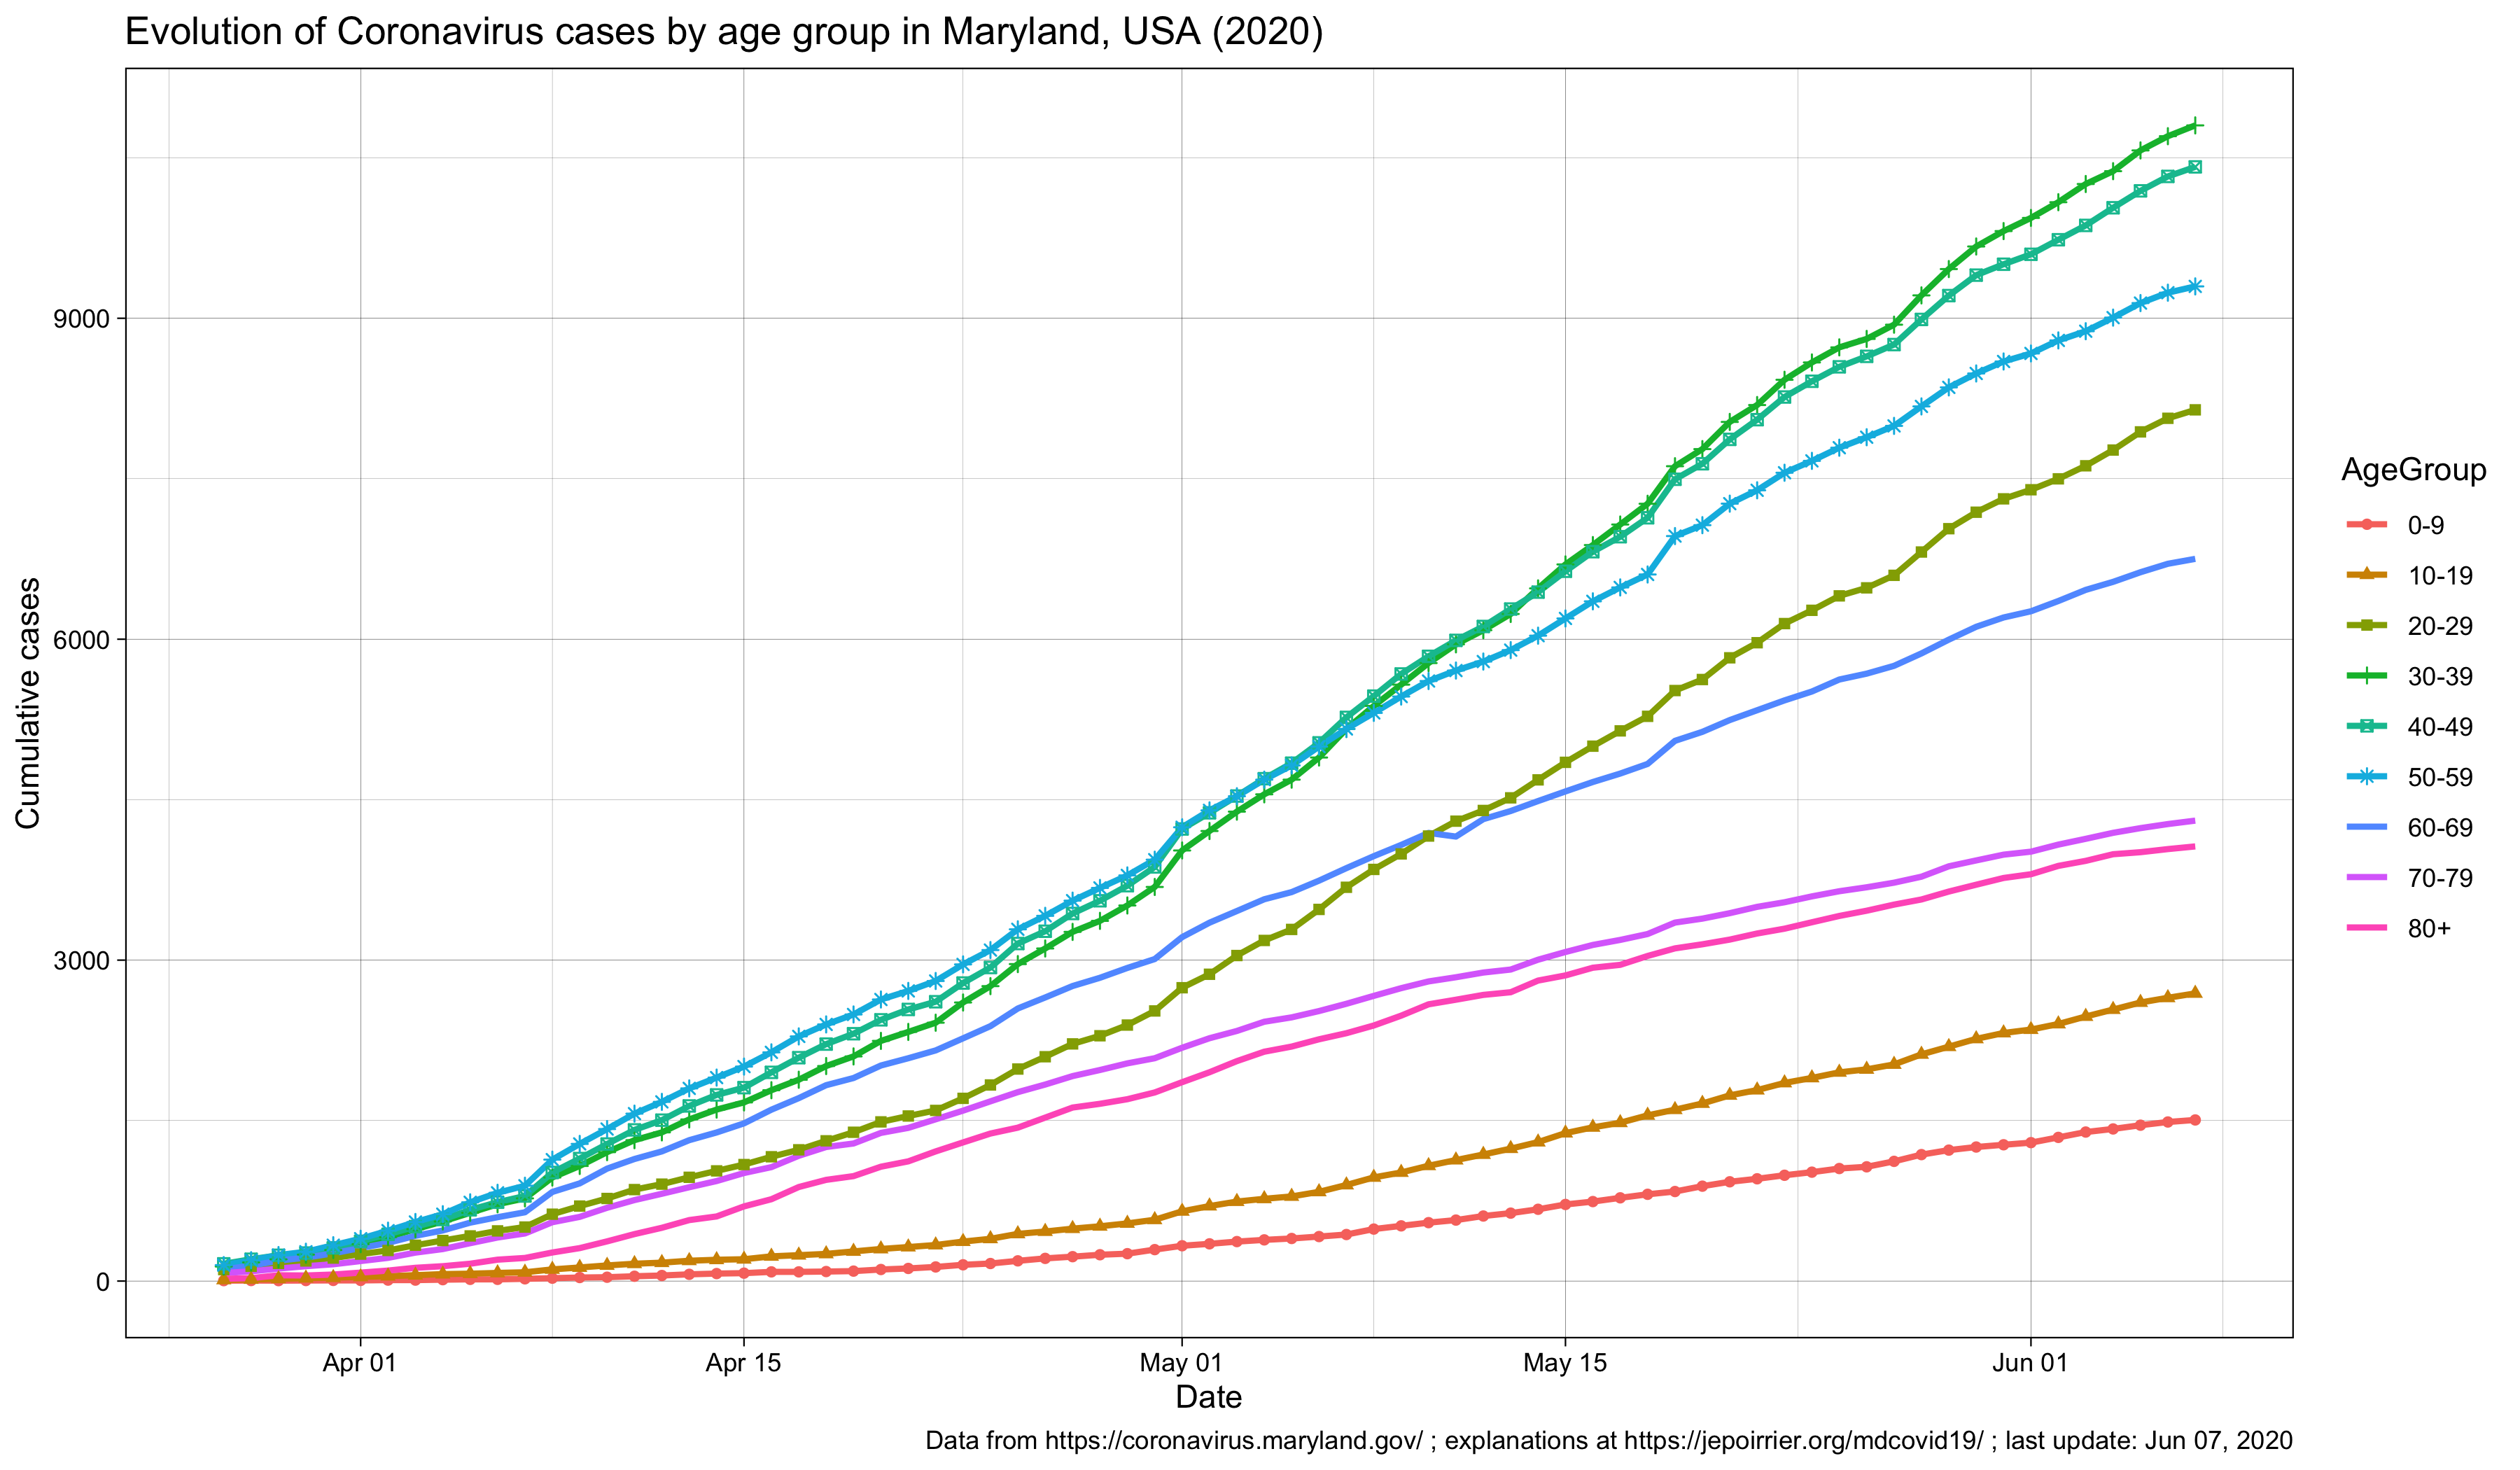 Evolution of Coronavirus cases by age group in Maryland, USA (2020)
Cumulative cases
9000
6000
3000
0
Apr 01
Apr 15
May 01
May 15
Jun 01
Date
AgeGroup
0-9
10-19
20-29
30-39
40-49
50-59
60-69
70-79
80+
Data from https://coronavirus.maryland.gov/ ; explanations at https://jepoirrier.org/mdcovid19/ ; last update: Jun 07, 2020